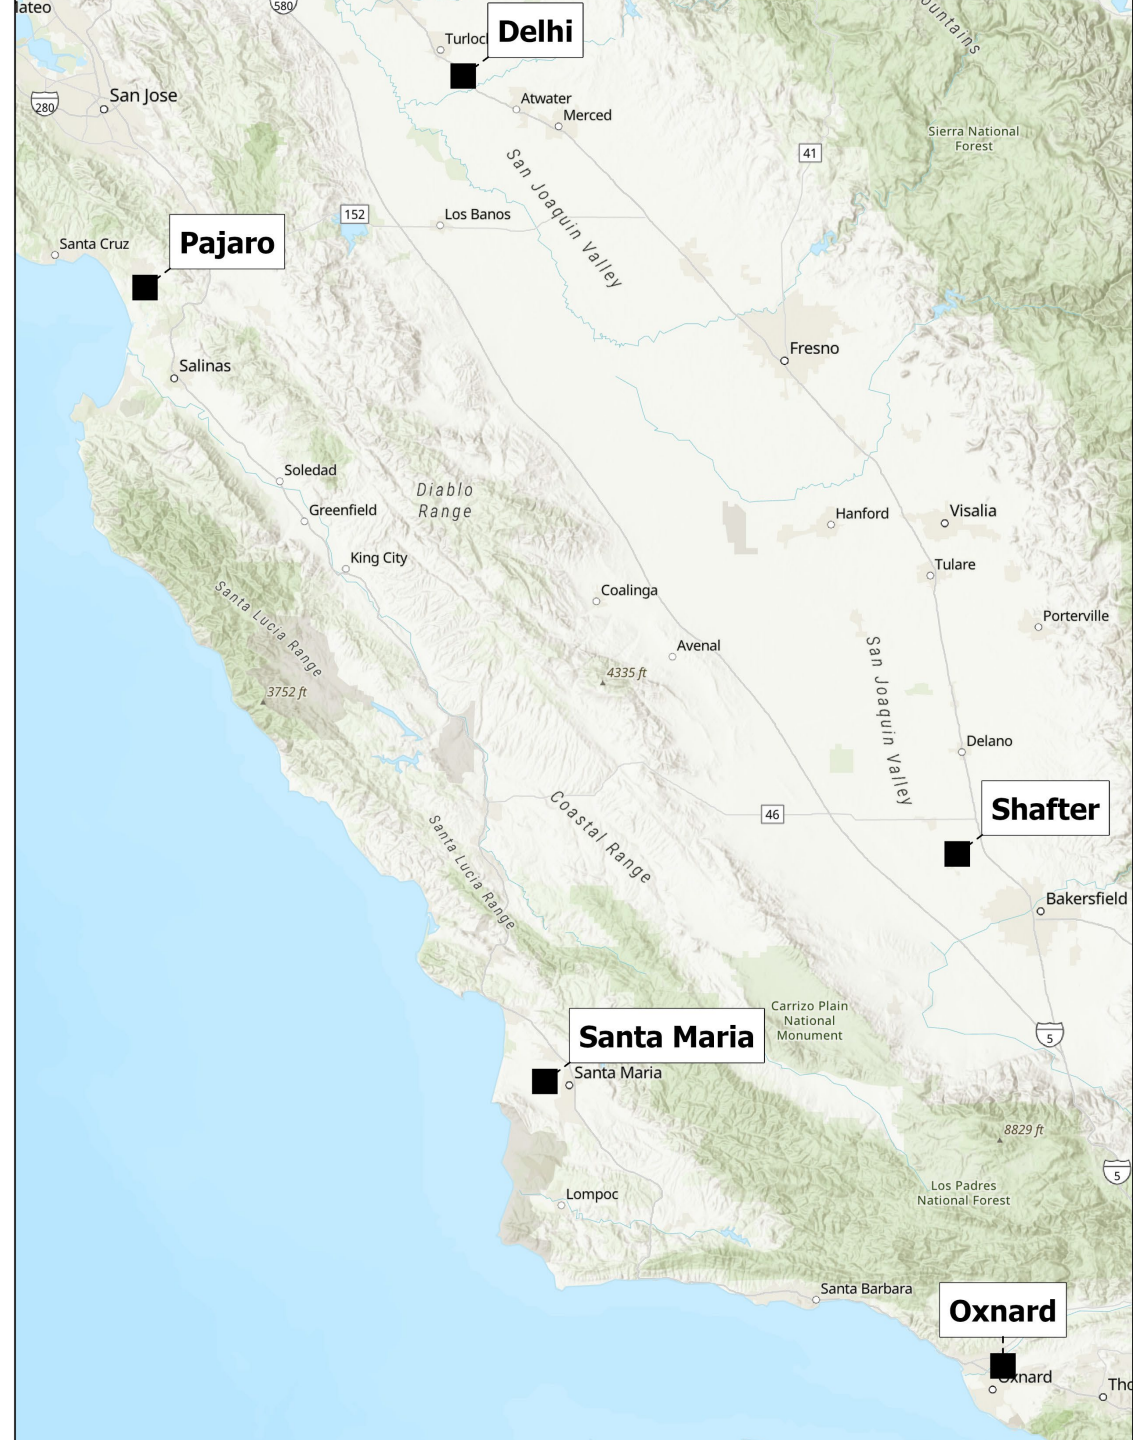 lateo
580
Turlock
Delhi
San Jose
280
Atwater
Merced
ountains
Sierra National
Forest
41
San Joaquin Valley
152
Los Banos
Santa Cruz
Pajaro
Fresno
Salinas
Soledad
Diablo
Range
Greenfield
Hanford
Visalia
King City
Tulare
Coalinga
Santa Lucia Range
Porterville
Avenal
4335 ft
San Joaquin Valley
3752 ft
Delano
Coastal Range
46
Shafter
Santa Lucia Range
Bakersfield
Carrizo Plain
National
Monument
5
Santa Maria
Santa Maria
8829 ft
5
Los Padres
National Forest
Lompoc
Santa Barbara
Oxnard
Oxnard
Tho